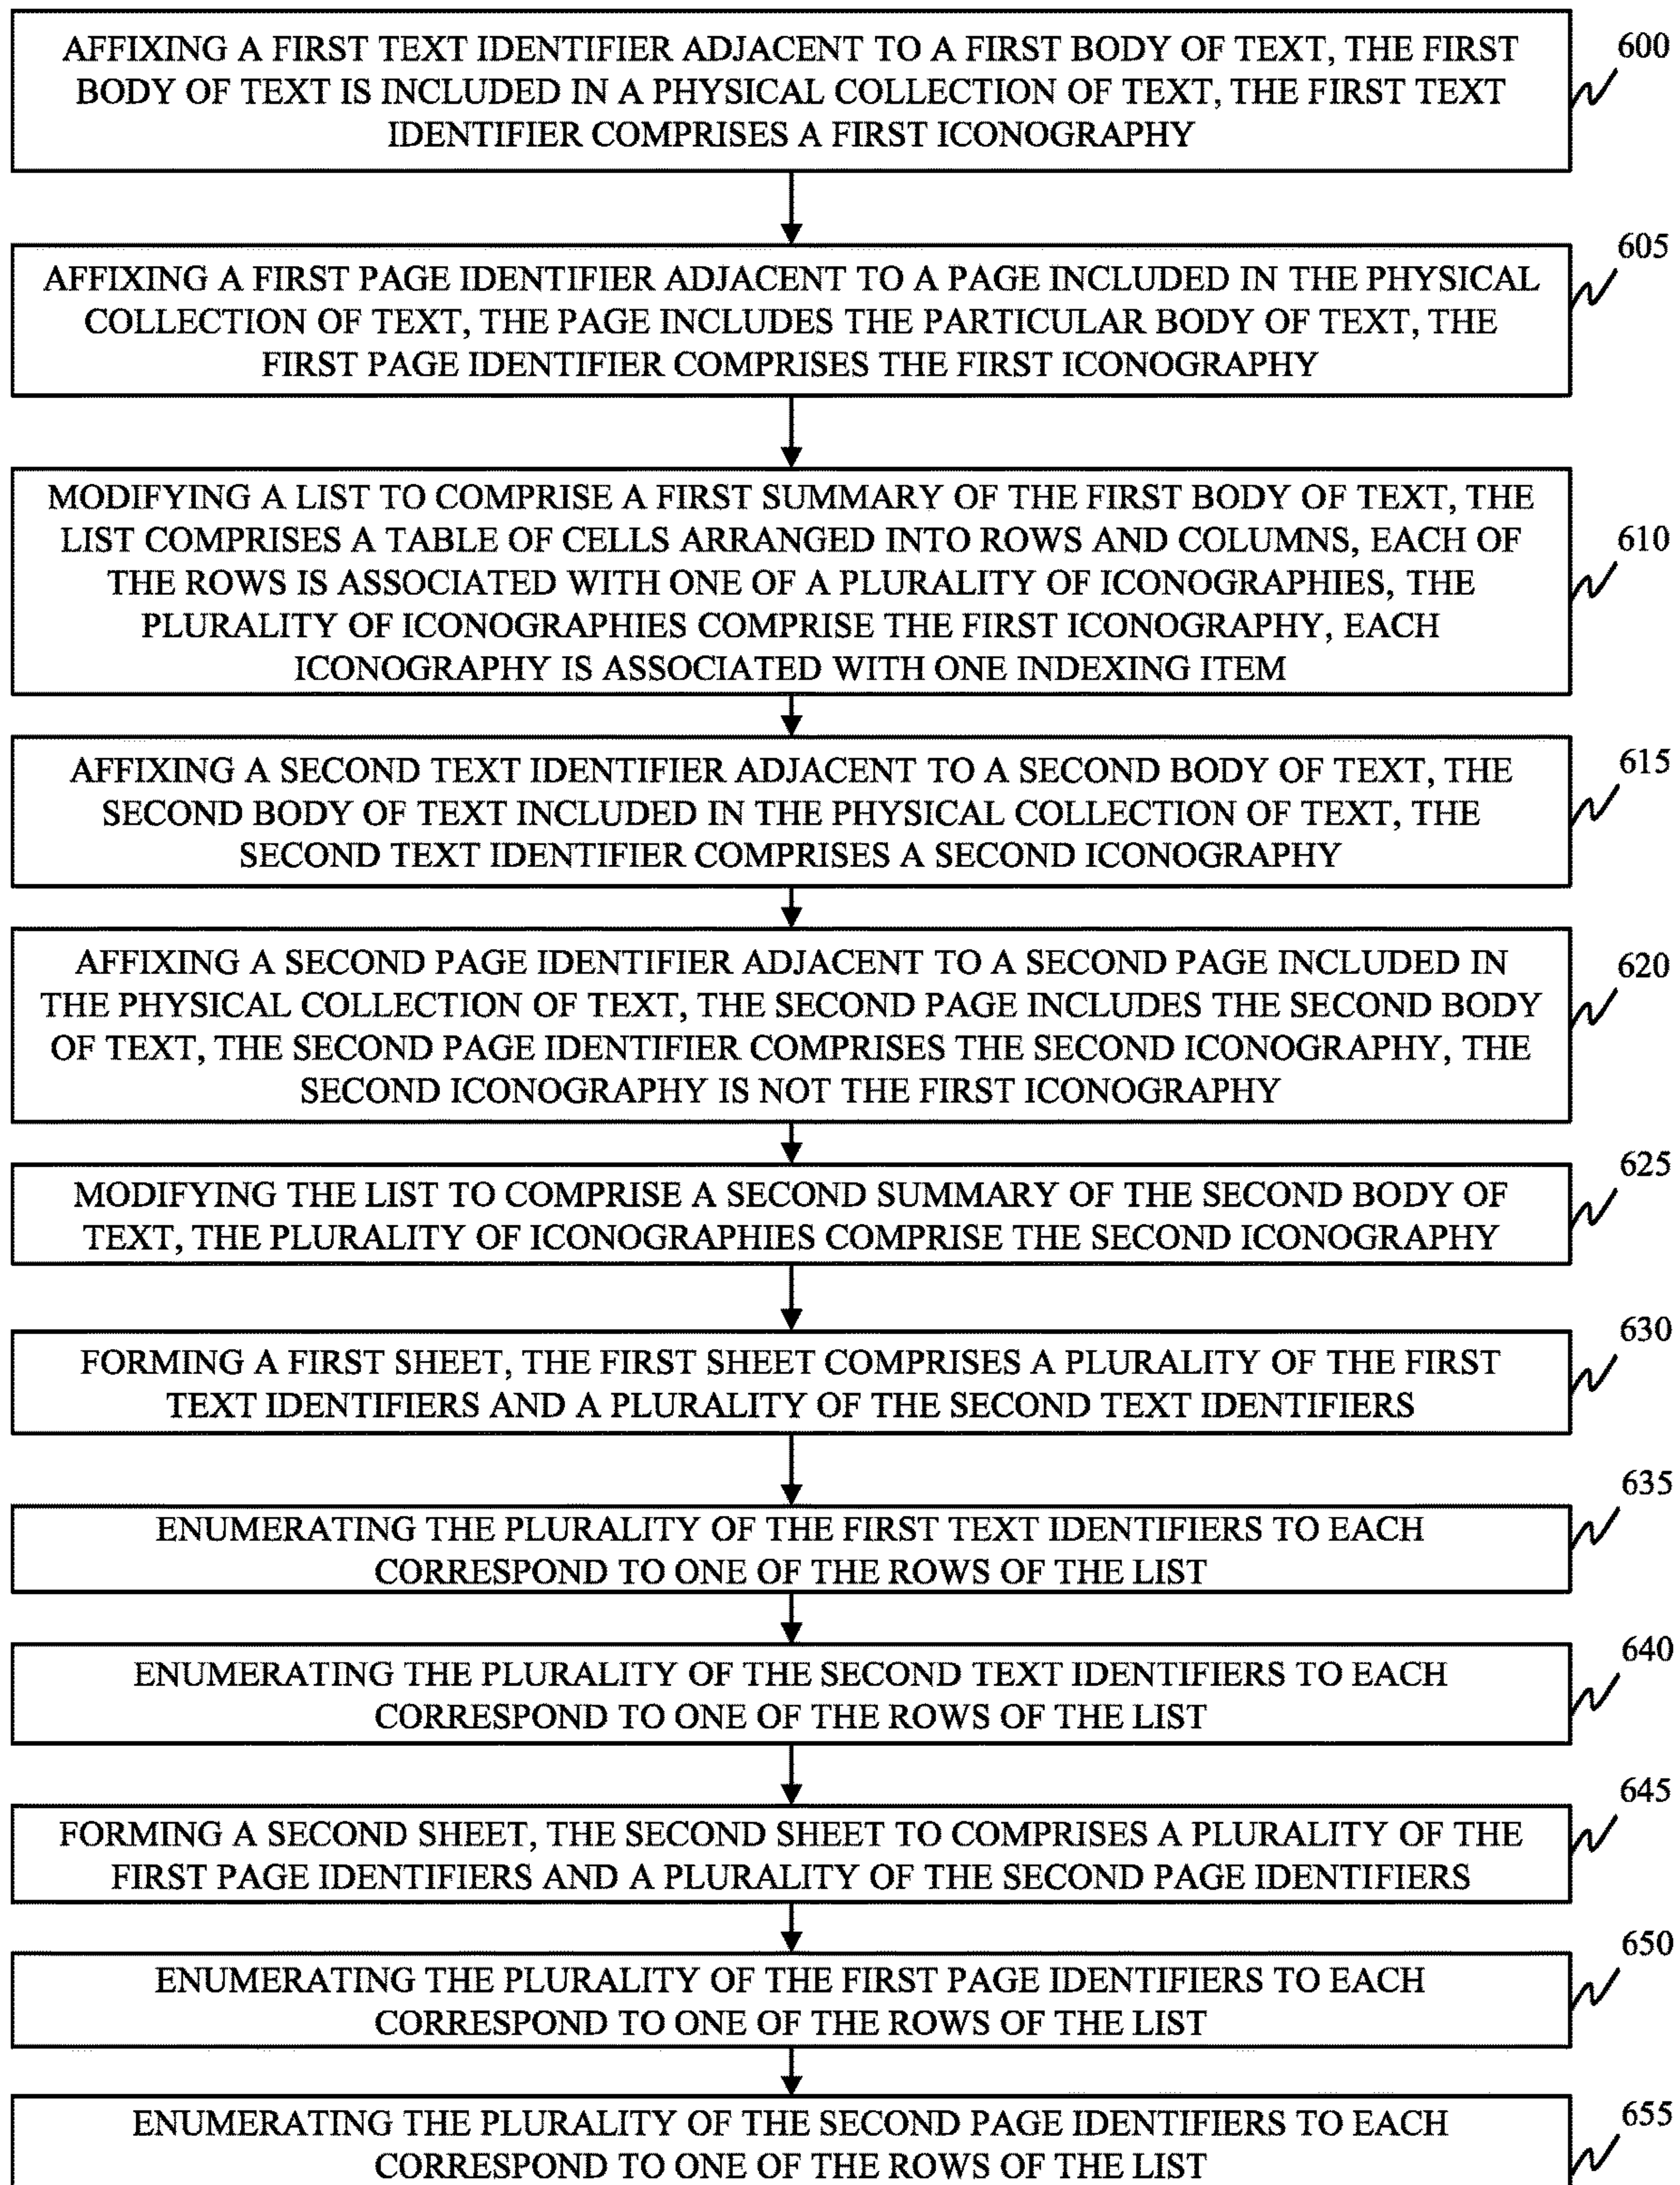 AFFIXING A FIRST TEXT IDENTIFIER ADJACENT TO A FIRST BODY OF TEXT, THE FIRST
BODY OF TEXT IS INCLUDED IN A PHYSICAL COLLECTION OF TEXT, THE FIRST TEXT
IDENTIFIER COMPRISES A FIRST ICONOGRAPHY
600
AFFIXING A FIRST PAGE IDENTIFIER ADJACENT TO A PAGE INCLUDED IN THE PHYSICAL
COLLECTION OF TEXT, THE PAGE INCLUDES THE PARTICULAR BODY OF TEXT, THE
FIRST PAGE IDENTIFIER COMPRISES THE FIRST ICONOGRAPHY
605
MODIFYING A LIST TO COMPRISE A FIRST SUMMARY OF THE FIRST BODY OF TEXT, THE
LIST COMPRISES A TABLE OF CELLS ARRANGED INTO ROWS AND COLUMNS, EACH OF
THE ROWS IS ASSOCIATED WITH ONE OF A PLURALITY OF ICONOGRAPHIES, THE
PLURALITY OF ICONOGRAPHIES COMPRISE THE FIRST ICONOGRAPHY, EACH
ICONOGRAPHY IS ASSOCIATED WITH ONE INDEXING ITEM
610
AFFIXING A SECOND TEXT IDENTIFIER ADJACENT TO A SECOND BODY OF TEXT, THE
SECOND BODY OF TEXT INCLUDED IN THE PHYSICAL COLLECTION OF TEXT, THE
SECOND TEXT IDENTIFIER COMPRISES A SECOND ICONOGRAPHY
615
AFFIXING A SECOND PAGE IDENTIFIER ADJACENT TO A SECOND PAGE INCLUDED IN
THE PHYSICAL COLLECTION OF TEXT, THE SECOND PAGE INCLUDES THE SECOND BODY
OF TEXT, THE SECOND PAGE IDENTIFIER COMPRISES THE SECOND ICONOGRAPHY, THE
SECOND ICONOGRAPHY IS NOT THE FIRST ICONOGRAPHY
620
MODIFYING THE LIST TO COMPRISE A SECOND SUMMARY OF THE SECOND BODY OF
TEXT, THE PLURALITY OF ICONOGRAPHIES COMPRISE THE SECOND ICONOGRAPHY
625
FORMING A FIRST SHEET, THE FIRST SHEET COMPRISES A PLURALITY OF THE FIRST
TEXT IDENTIFIERS AND A PLURALITY OF THE SECOND TEXT IDENTIFIERS
630
ENUMERATING THE PLURALITY OF THE FIRST TEXT IDENTIFIERS TO EACH
CORRESPOND TO ONE OF THE ROWS OF THE LIST
635
ENUMERATING THE PLURALITY OF THE SECOND TEXT IDENTIFIERS TO EACH
CORRESPOND TO ONE OF THE ROWS OF THE LIST
640
FORMING A SECOND SHEET, THE SECOND SHEET TO COMPRISES A PLURALITY OF THE
FIRST PAGE IDENTIFIERS AND A PLURALITY OF THE SECOND PAGE IDENTIFIERS
645
ENUMERATING THE PLURALITY OF THE FIRST PAGE IDENTIFIERS TO EACH
CORRESPOND TO ONE OF THE ROWS OF THE LIST
650
ENUMERATING THE PLURALITY OF THE SECOND PAGE IDENTIFIERS TO EACH
CORRESPOND TO ONE OF THE ROWS OF THE LIST
655